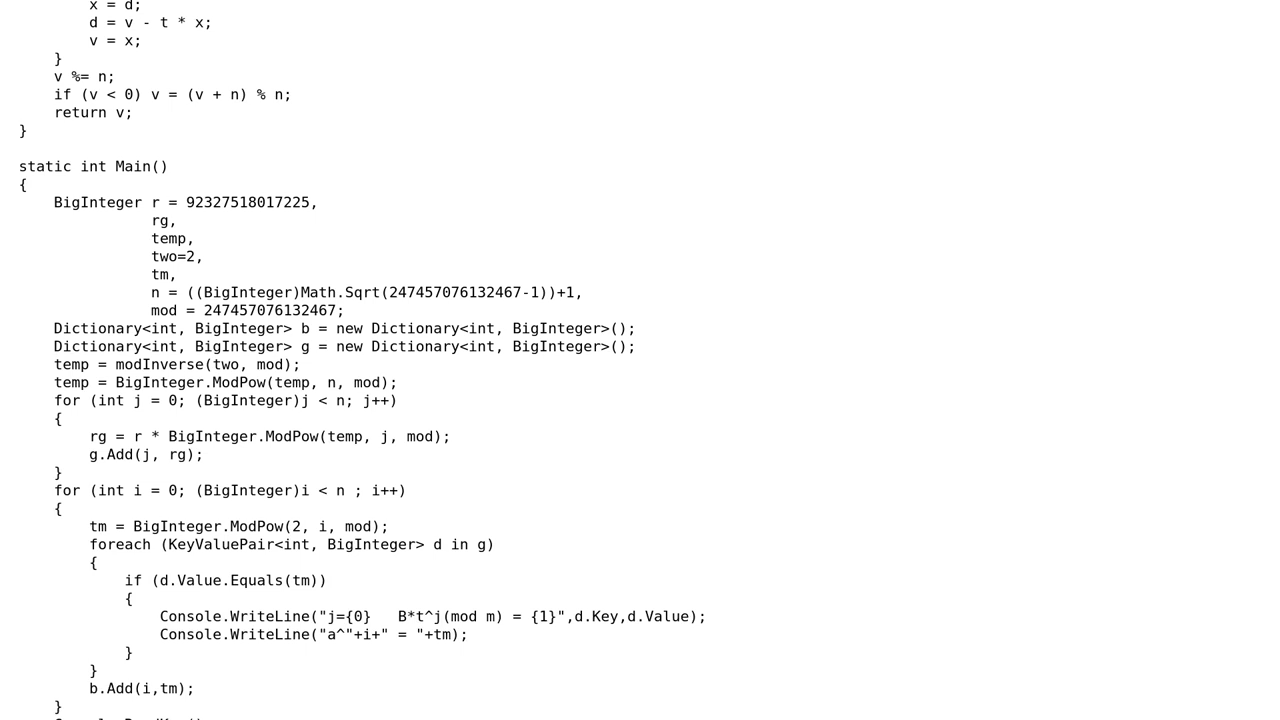 x = d;
d = v - t * x;
v = x;
}
v %= n;
if (v < 0) v = (v + n) % n;
return v;
}
static int Main()
{
BigInteger r = 92327518017225,
rg,
temp,
two=2,
tm,
n = ((BigInteger)Math.Sqrt(247457076132467-1))+1,
mod = 247457076132467;
Dictionary<int, BigInteger> b = new Dictionary<int, BigInteger>();
Dictionary<int, BigInteger> g = new Dictionary<int, BigInteger>();
temp = modInverse(two, mod);
temp = BigInteger.ModPow(temp, n, mod);
for (int j = 0; (BigInteger)j < n; j++)
{
rg = r * BigInteger.ModPow(temp, j, mod);
g.Add(j, rg);
}
for (int i = 0; (BigInteger)i < n ; i++)
{
tm = BigInteger.ModPow(2, i, mod);
foreach (KeyValuePair<int, BigInteger> d in g)
{
if (d.Value.Equals(tm))
{
Console.WriteLine("j={0}   B*t^j(mod m) = {1}",d.Key,d.Value);
Console.WriteLine("a^"+i+" = "+tm);
}
}
b.Add(i,tm);
}